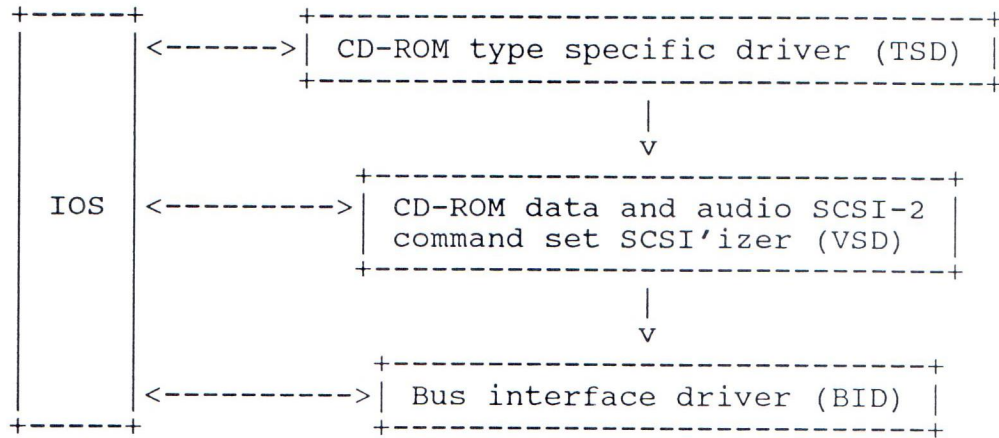 CD-ROM type specific driver (TSD)
IOS
CD-ROM data and audio SCSI-2
command set SCSI'izer (VSD)
Bus interface driver (BID)